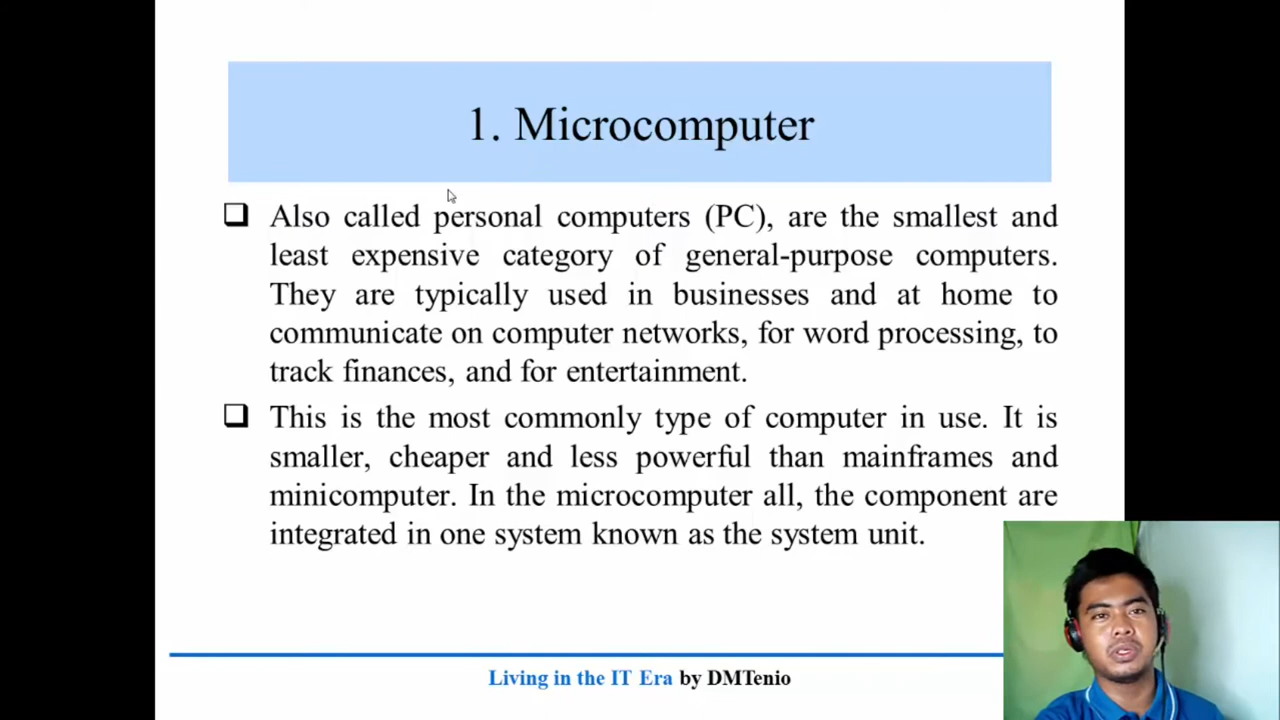 1. Microcomputer
Also called personal computers (PC), are the smallest and
least expensive category of general-purpose computers.
They are typically used in businesses and at home to
communicate on computer networks, for word processing, to
track finances, and for entertainment.
This is the most commonly type of computer in use. It is
smaller, cheaper and less powerful than mainframes and
minicomputer. In the microcomputer all, the component are
integrated in one system known as the system unit.
Living in the IT Era by DMTenio